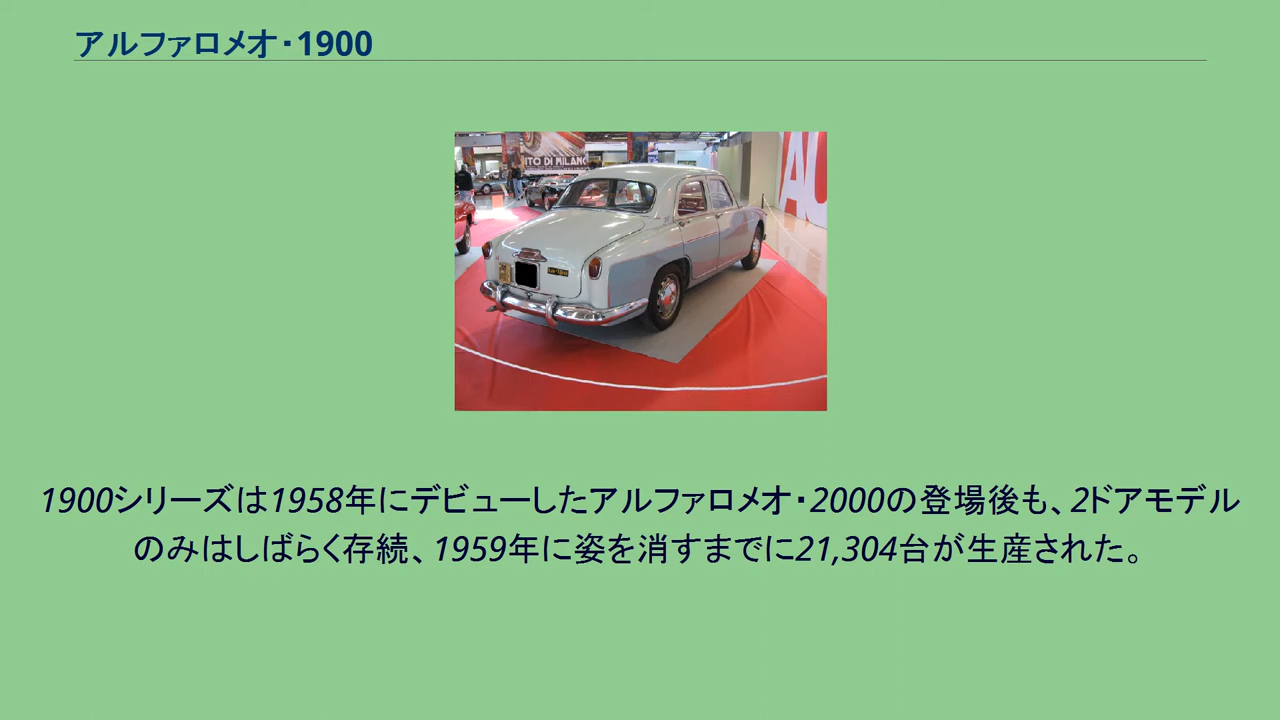 アルファロメオ・1900
ITO DI MILANO
1900シリーズは1958年にデビューしたアルファロメオ・2000の登場後も、2ドアモデル
のみはしばらく存続、1959年に姿を消すまでに21,304台が生産された。